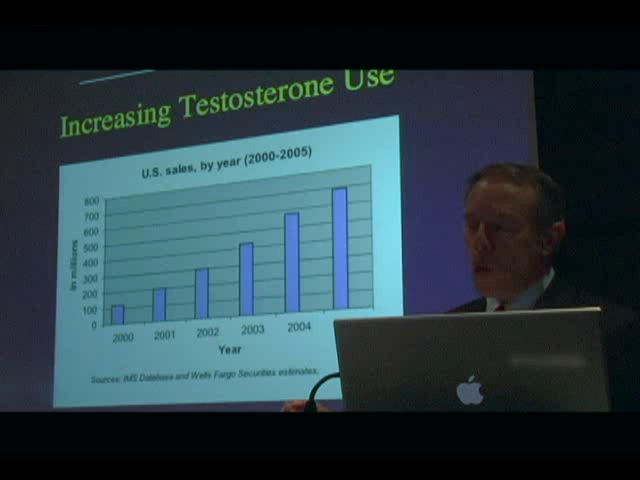 Increasing Testosterone Use
U.S. sales, by year (2000-2005)
800
700
600
500
400
300
200
100
0
In millions
2000 2001 2002 2003 2004
Year
Sources: IMS Database and Wells Fargo Securities estimates.